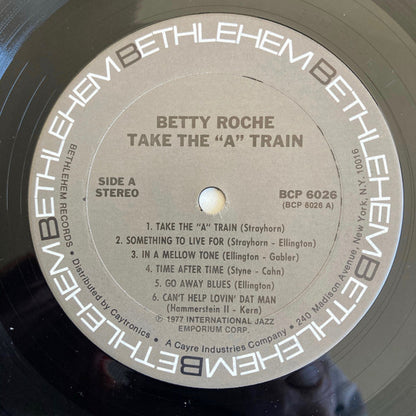 BETHLEHEM BETHLEHEM BETHLEHEM BETHLEHEM
BETTY ROCHE
TAKE THE "A" TRAIN
SIDE A
STEREO
BCP 6026
(BCP 6026 A)
1. TAKE THE "A" TRAIN (Strayhorn)
2. SOMETHING TO LIVE FOR (Strayhorn - Ellington)
3. IN A MELLOW TONE (Ellington - Gabler)
4. TIME AFTER TIME (Styne - Cahn)
5. GO AWAY BLUES (Ellington)
6. CAN'T HELP LOVIN' DAT MAN
(Hammerstein II - Kern)
℗ 1977 INTERNATIONAL JAZZ
EMPORIUM CORP.
BETHLEHEM RECORDS • Distributed by Caytronics • A Cayre Industries Company • 240 Madison Avenue, New York, N.Y. 10016